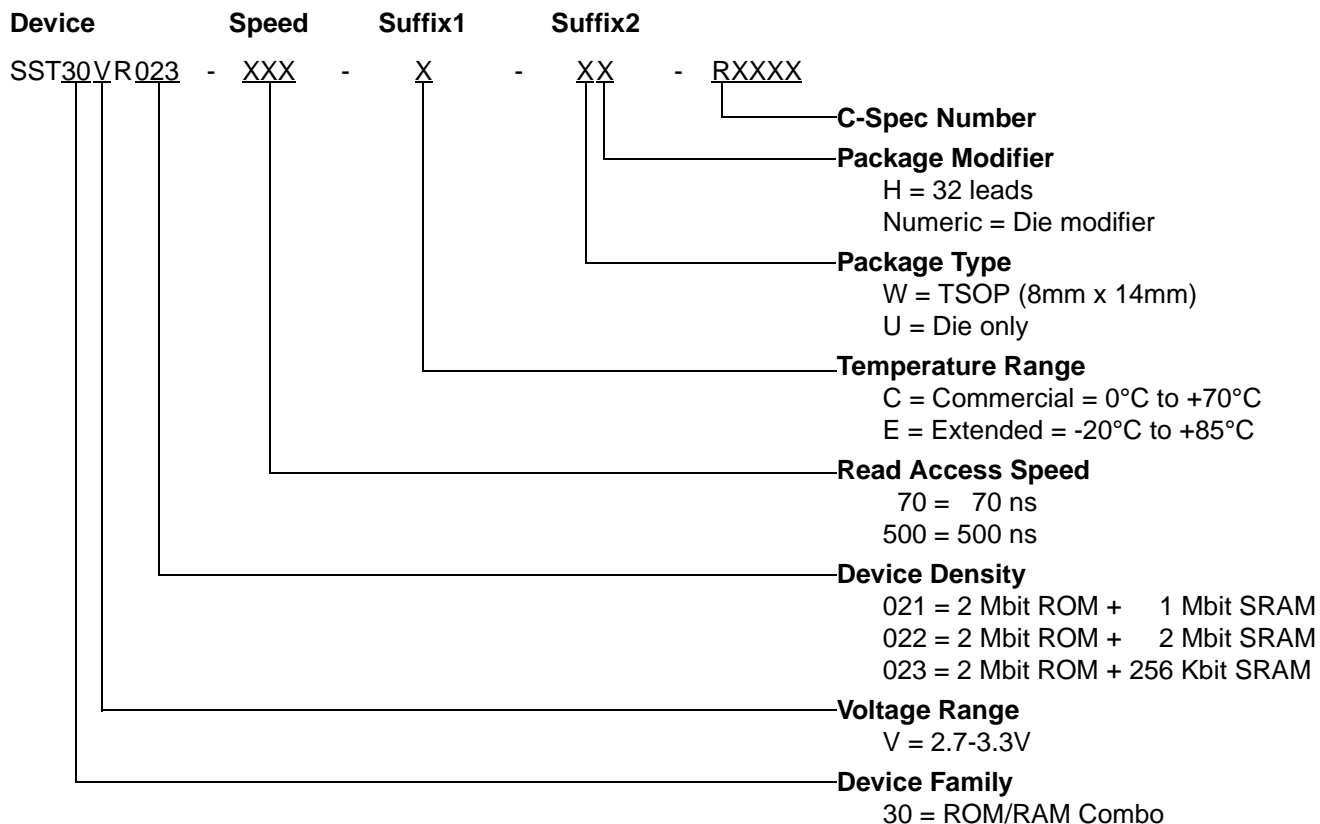 Device Speed Suffix1 Suffix2
SST30VR023 - XXX - X - XX - RXXXX
C-Spec Number
Package Modifier
H = 32 leads
Numeric = Die modifier
Package Type
W = TSOP (8mm x 14mm)
U = Die only
Temperature Range
C = Commercial = 0°C to +70°C
E = Extended = -20°C to +85°C
Read Access Speed
70 = 70 ns
500 = 500 ns
Device Density
021 = 2 Mbit ROM + 1 Mbit SRAM
022 = 2 Mbit ROM + 2 Mbit SRAM
023 = 2 Mbit ROM + 256 Kbit SRAM
Voltage Range
V = 2.7-3.3V
Device Family
30 = ROM/RAM Combo